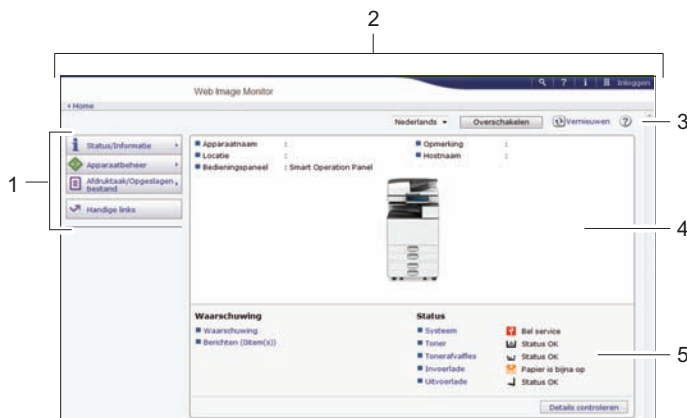 2
Web Image Monitor
Inloggen
Home
Nederlands
Overschakelen
Vernieuwen
3
1
Status/Informatie
Apparaatbeheer
Afdruktaak/Opgeslagen bestand
Handige links
Apparaatnaam :
Opmerking :
Locatie :
Hostnaam :
Bedieningspaneel : Smart Operation Panel
4
Waarschuwing
Waarschuwing
Berichten (0item(s))
Status
Systeem Bel service
Toner Status OK
Tonerafvalfles Status OK
Invoerlade Papier is bijna op
Uitvoerlade Status OK
5
Details controleren